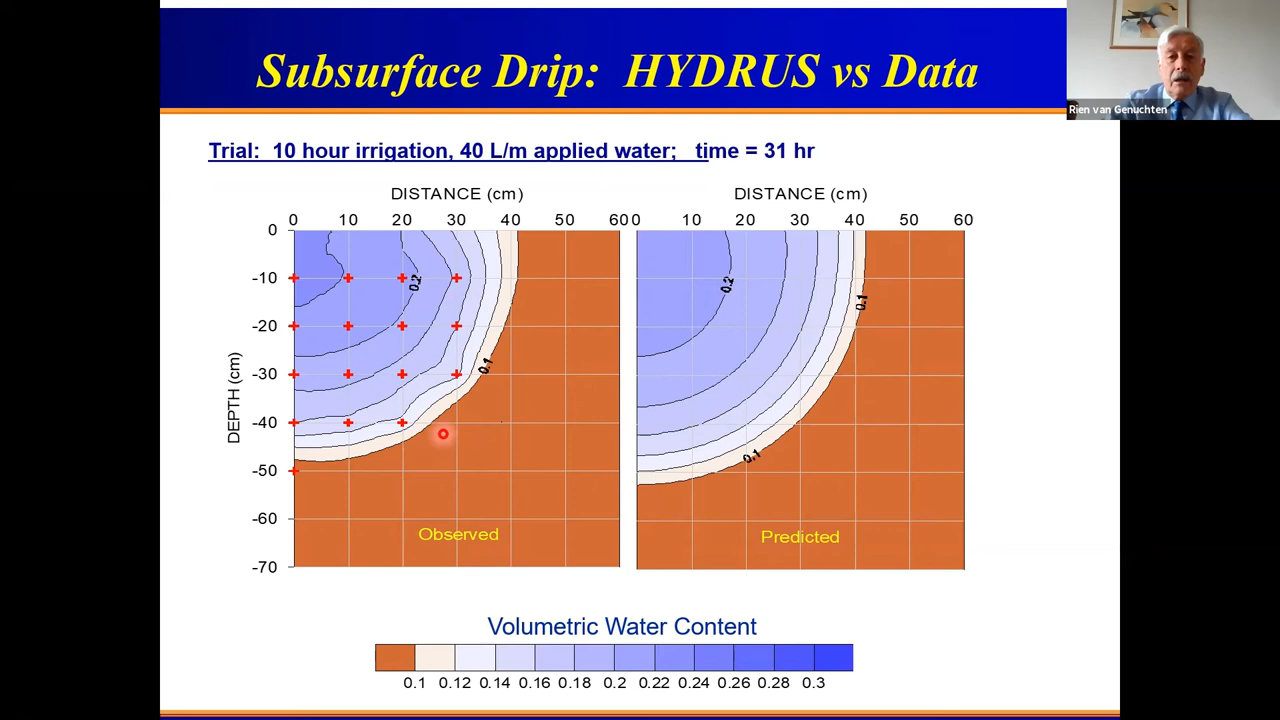 Subsurface Drip: HYDRUS vs Data
Rien van Genuchten
Trial: 10 hour irrigation, 40 L/m applied water; time = 31 hr
DISTANCE (cm)
DISTANCE (cm)
0 10 20 30 40 50 60
0 10 20 30 40 50 60
DEPTH (cm)
0
-10
-20
-30
-40
-50
-60
-70
0.2
0.1
Observed
0.2
0.1
0.1
Predicted
Volumetric Water Content
0.1 0.12 0.14 0.16 0.18 0.2 0.22 0.24 0.26 0.28 0.3